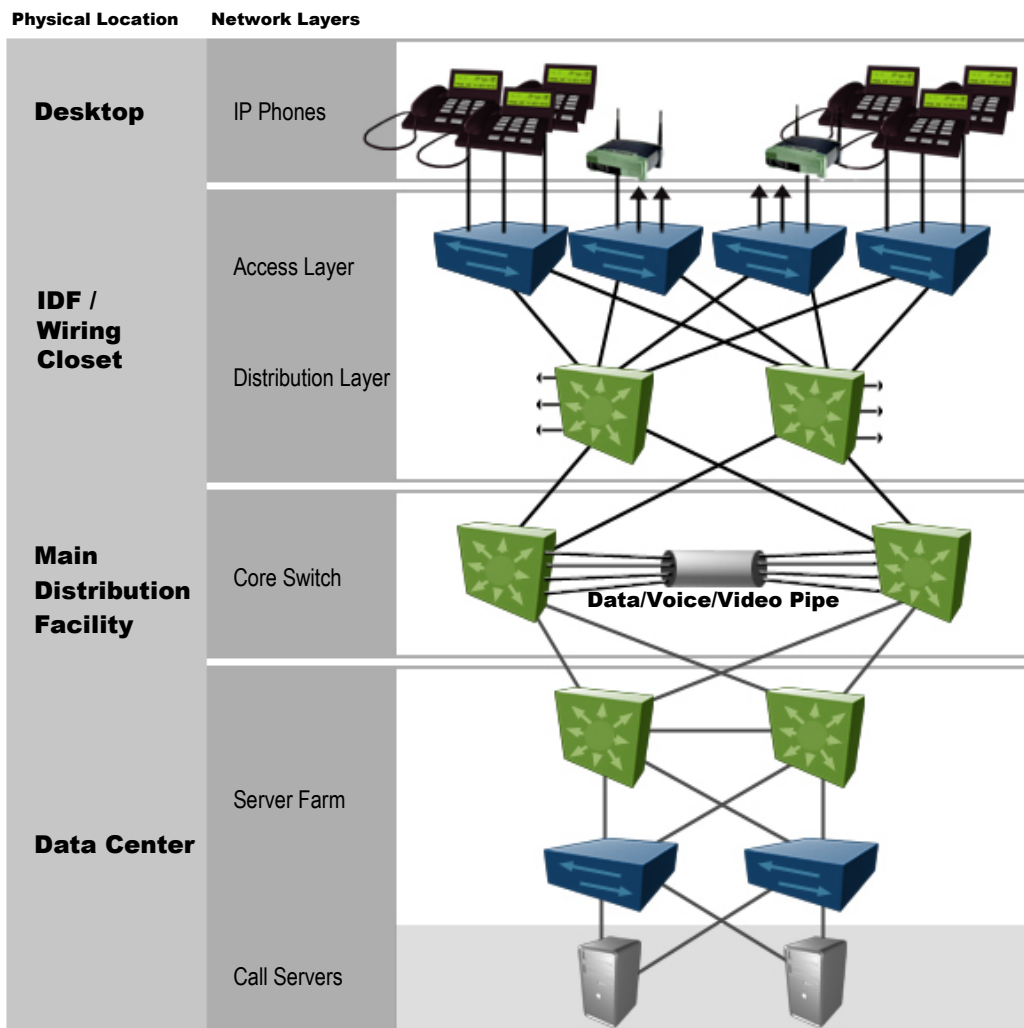 Physical Location
Network Layers
Desktop
IP Phones
IDF /
Wiring
Closet
Access Layer
Distribution Layer
Main
Distribution
Facility
Core Switch
Data/Voice/Video Pipe
Data Center
Server Farm
Call Servers